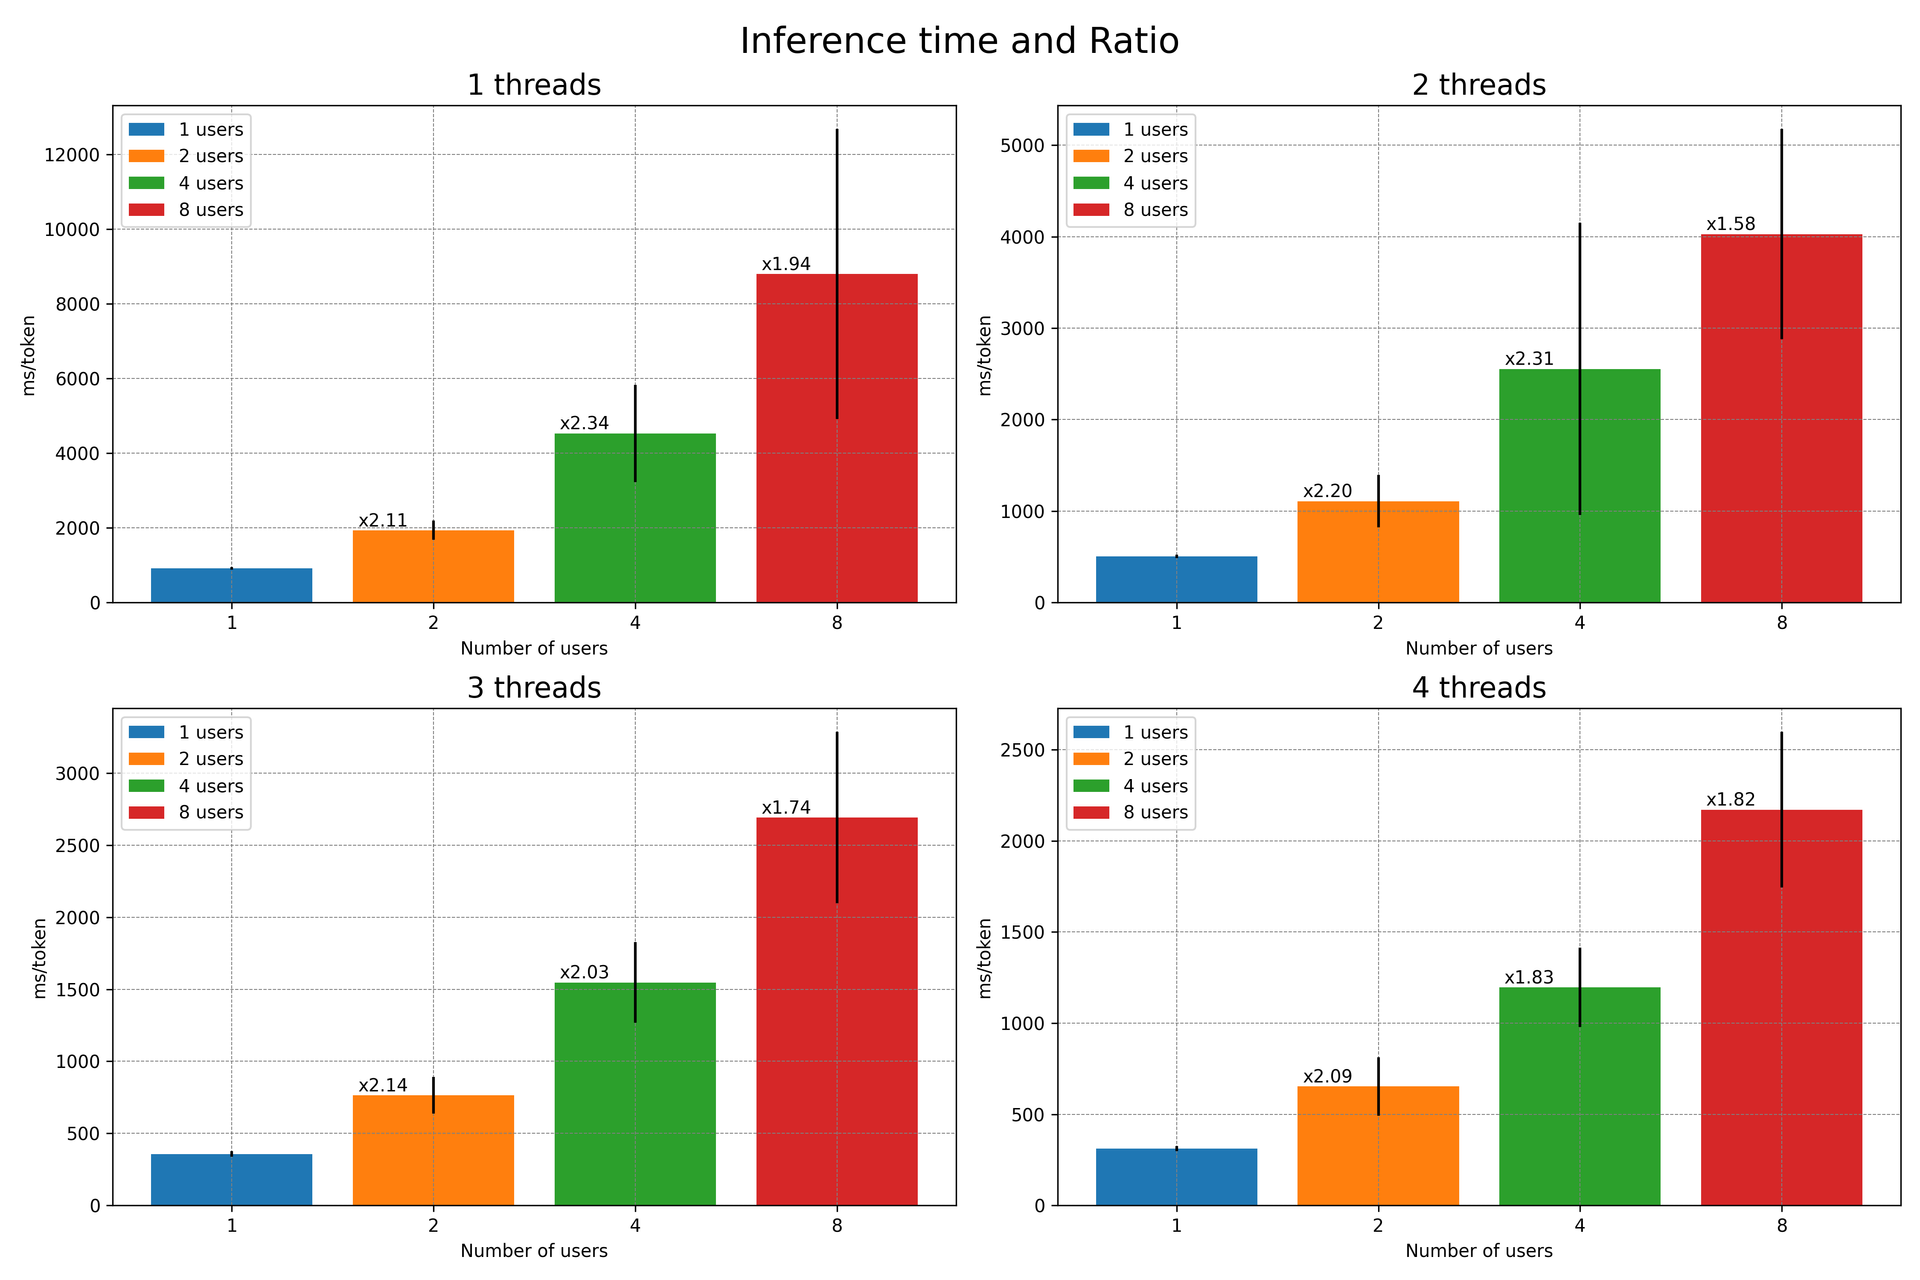 Inference time and Ratio
1 threads
1 users
2 users
4 users
8 users
12000
10000
8000
6000
4000
2000
0
ms/token
x2.11
x2.34
x1.94
1 2 4 8
Number of users
2 threads
1 users
2 users
4 users
8 users
5000
4000
3000
2000
1000
0
ms/token
x2.20
x2.31
x1.58
1 2 4 8
Number of users
3 threads
1 users
2 users
4 users
8 users
3000
2500
2000
1500
1000
500
0
ms/token
x2.14
x2.03
x1.74
1 2 4 8
Number of users
4 threads
1 users
2 users
4 users
8 users
2500
2000
1500
1000
500
0
ms/token
x2.09
x1.83
x1.82
1 2 4 8
Number of users